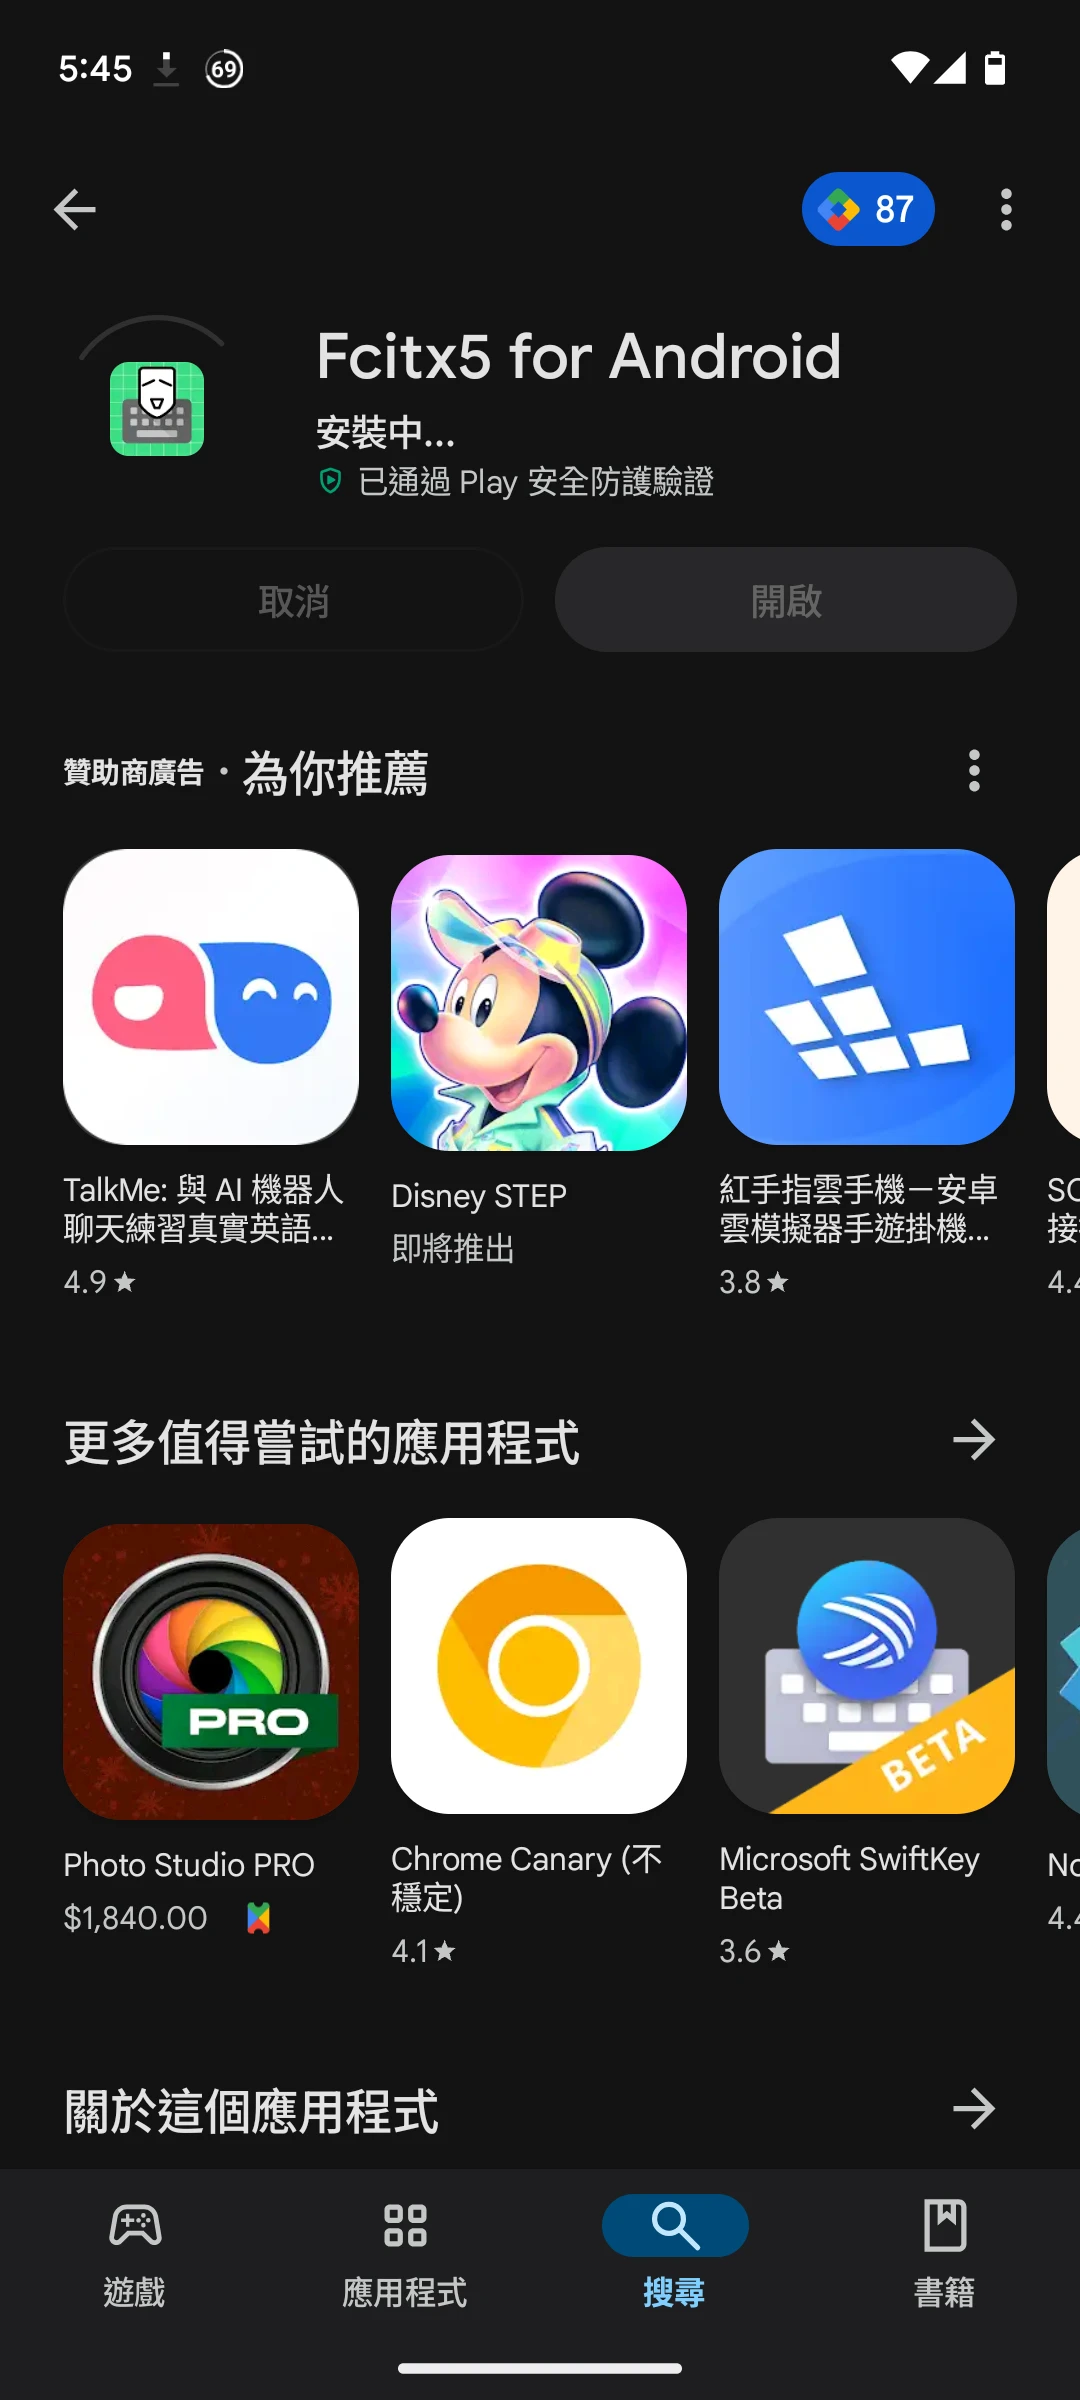 5:45
69
87
Fcitx5 for Android
安裝中...
已通過 Play 安全防護驗證
取消
開啟
贊助商廣告 · 為你推薦
TalkMe: 與 AI 機器人
聊天練習真實英語...
4.9 ★
Disney STEP
即將推出
紅手指雲手機－安卓
雲模擬器手遊掛機...
3.8 ★
更多值得嘗試的應用程式
PRO
Photo Studio PRO
$1,840.00
Chrome Canary (不
穩定)
4.1 ★
BETA
Microsoft SwiftKey
Beta
3.6 ★
關於這個應用程式
遊戲
應用程式
搜尋
書籍